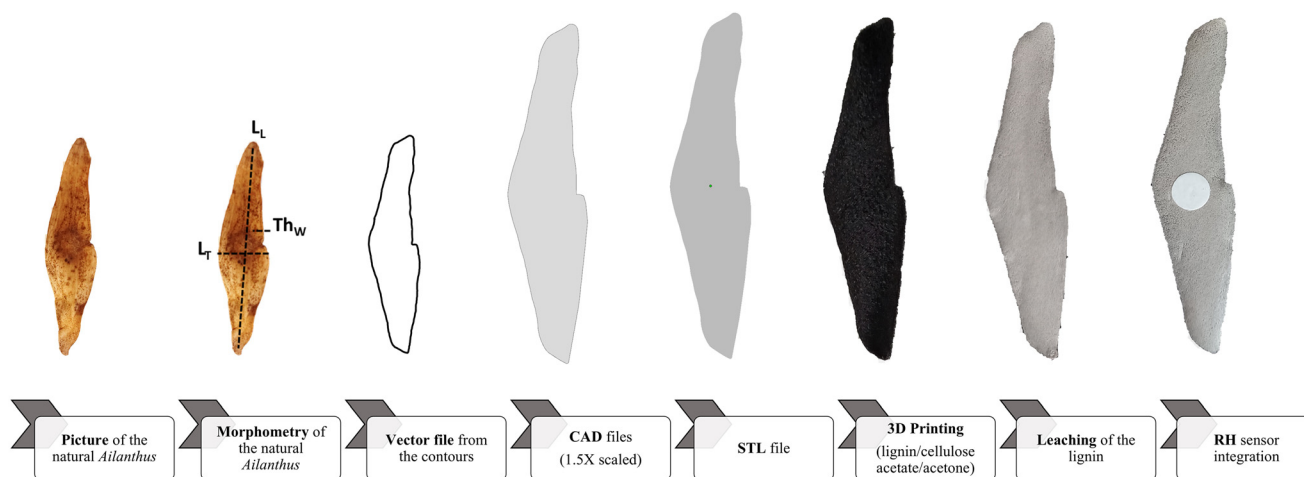 L_L
Th_W
L_T
Picture of the
natural Ailanthus
Morphometry of
the natural
Ailanthus
Vector file from
the contours
CAD files
(1.5X scaled)
STL file
3D Printing
(lignin/cellulose
acetate/acetone)
Leaching of the
lignin
RH sensor
integration